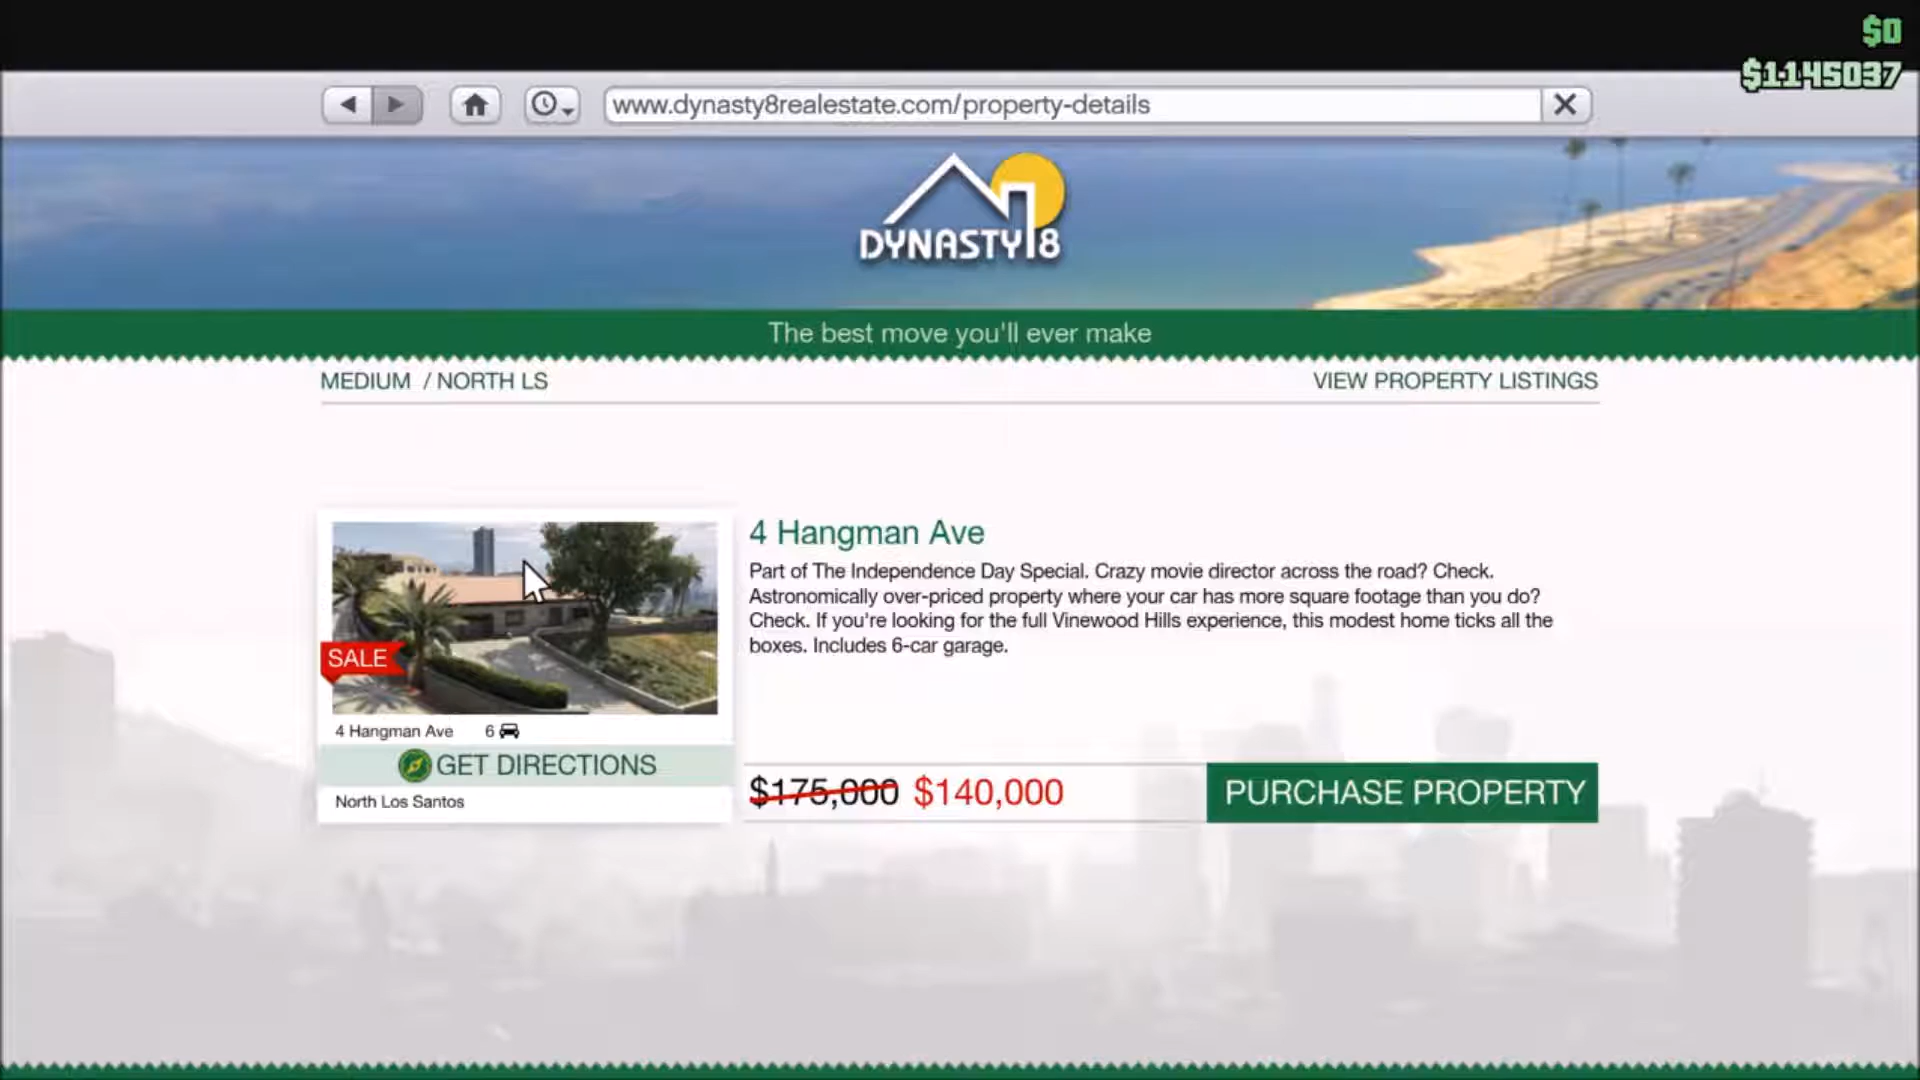 $0
$1145037
www.dynasty8realestate.com/property-details
DYNASTY 8
The best move you'll ever make
MEDIUM / NORTH LS
VIEW PROPERTY LISTINGS
4 Hangman Ave
Part of The Independence Day Special. Crazy movie director across the road? Check.
Astronomically over-priced property where your car has more square footage than you do?
Check. If you're looking for the full Vinewood Hills experience, this modest home ticks all the
boxes. Includes 6-car garage.
SALE
4 Hangman Ave 6
GET DIRECTIONS
North Los Santos
$175,000 $140,000
PURCHASE PROPERTY